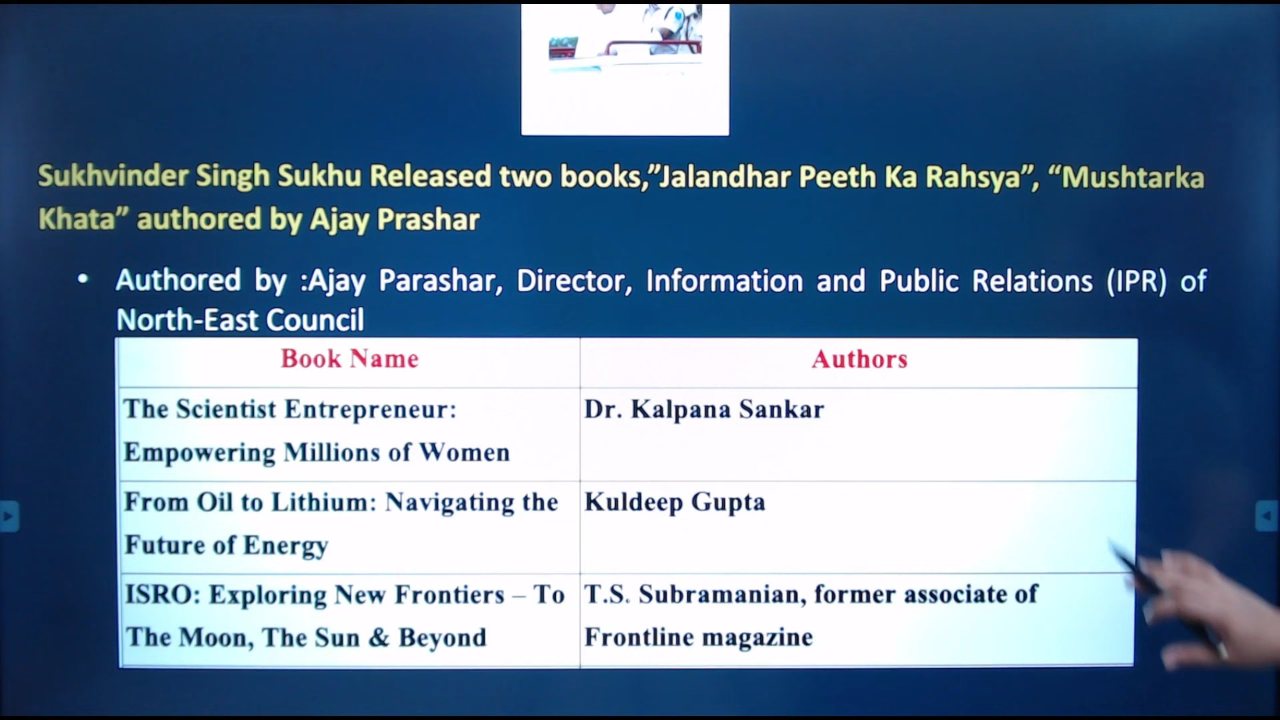 Sukhvinder Singh Sukhu Released two books,”Jalandhar Peeth Ka Rahsya”, “Mushtarka
Khata” authored by Ajay Prashar
• Authored by :Ajay Parashar, Director, Information and Public Relations (IPR) of
North-East Council
Book Name
Authors
The Scientist Entrepreneur:
Empowering Millions of Women
Dr. Kalpana Sankar
From Oil to Lithium: Navigating the
Future of Energy
Kuldeep Gupta
ISRO: Exploring New Frontiers – To
The Moon, The Sun & Beyond
T.S. Subramanian, former associate of
Frontline magazine